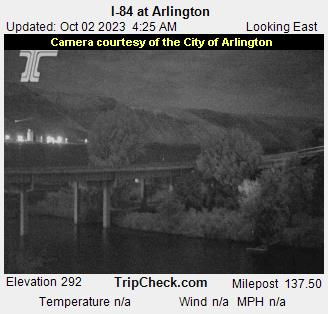 I-84 at Arlington
Updated: Oct 02 2023 4:25 AM Looking East
Camera courtesy of the City of Arlington
Elevation 292 TripCheck.com Milepost 137.50
Temperature n/a Wind n/a MPH n/a